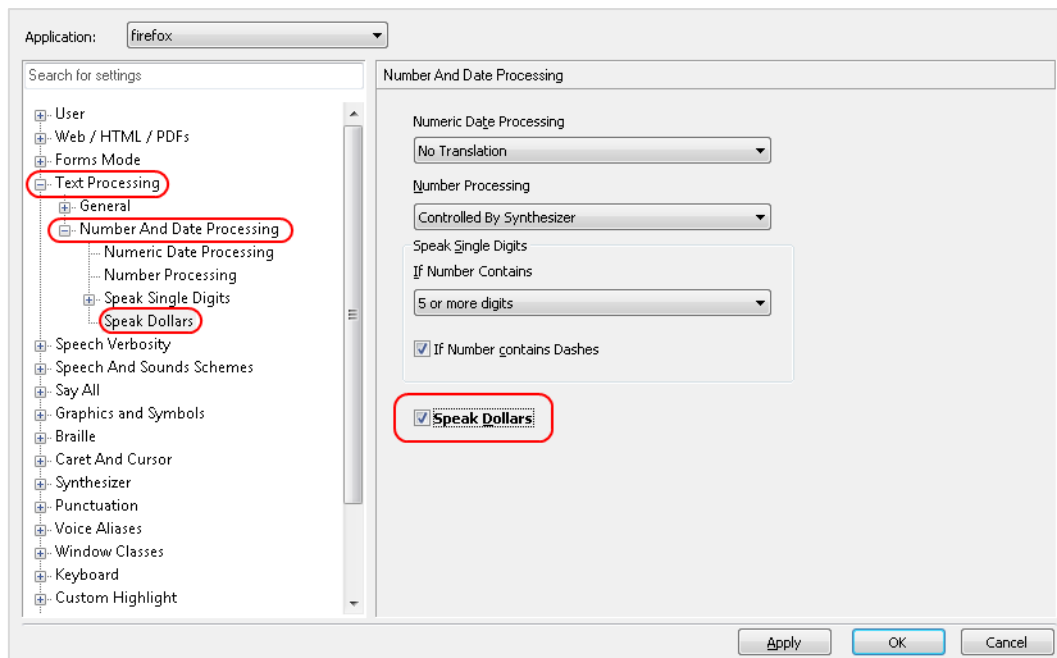 Application:
firefox
Search for settings
User
Web / HTML / PDFs
Forms Mode
Text Processing
General
Number And Date Processing
Numeric Date Processing
Number Processing
Speak Single Digits
Speak Dollars
Speech Verbosity
Speech And Sounds Schemes
Say All
Graphics and Symbols
Braille
Caret And Cursor
Synthesizer
Punctuation
Voice Aliases
Window Classes
Keyboard
Custom Highlight
Number And Date Processing
Numeric Date Processing
No Translation
Number Processing
Controlled By Synthesizer
Speak Single Digits
If Number Contains
5 or more digits
If Number contains Dashes
Speak Dollars
Apply
OK
Cancel